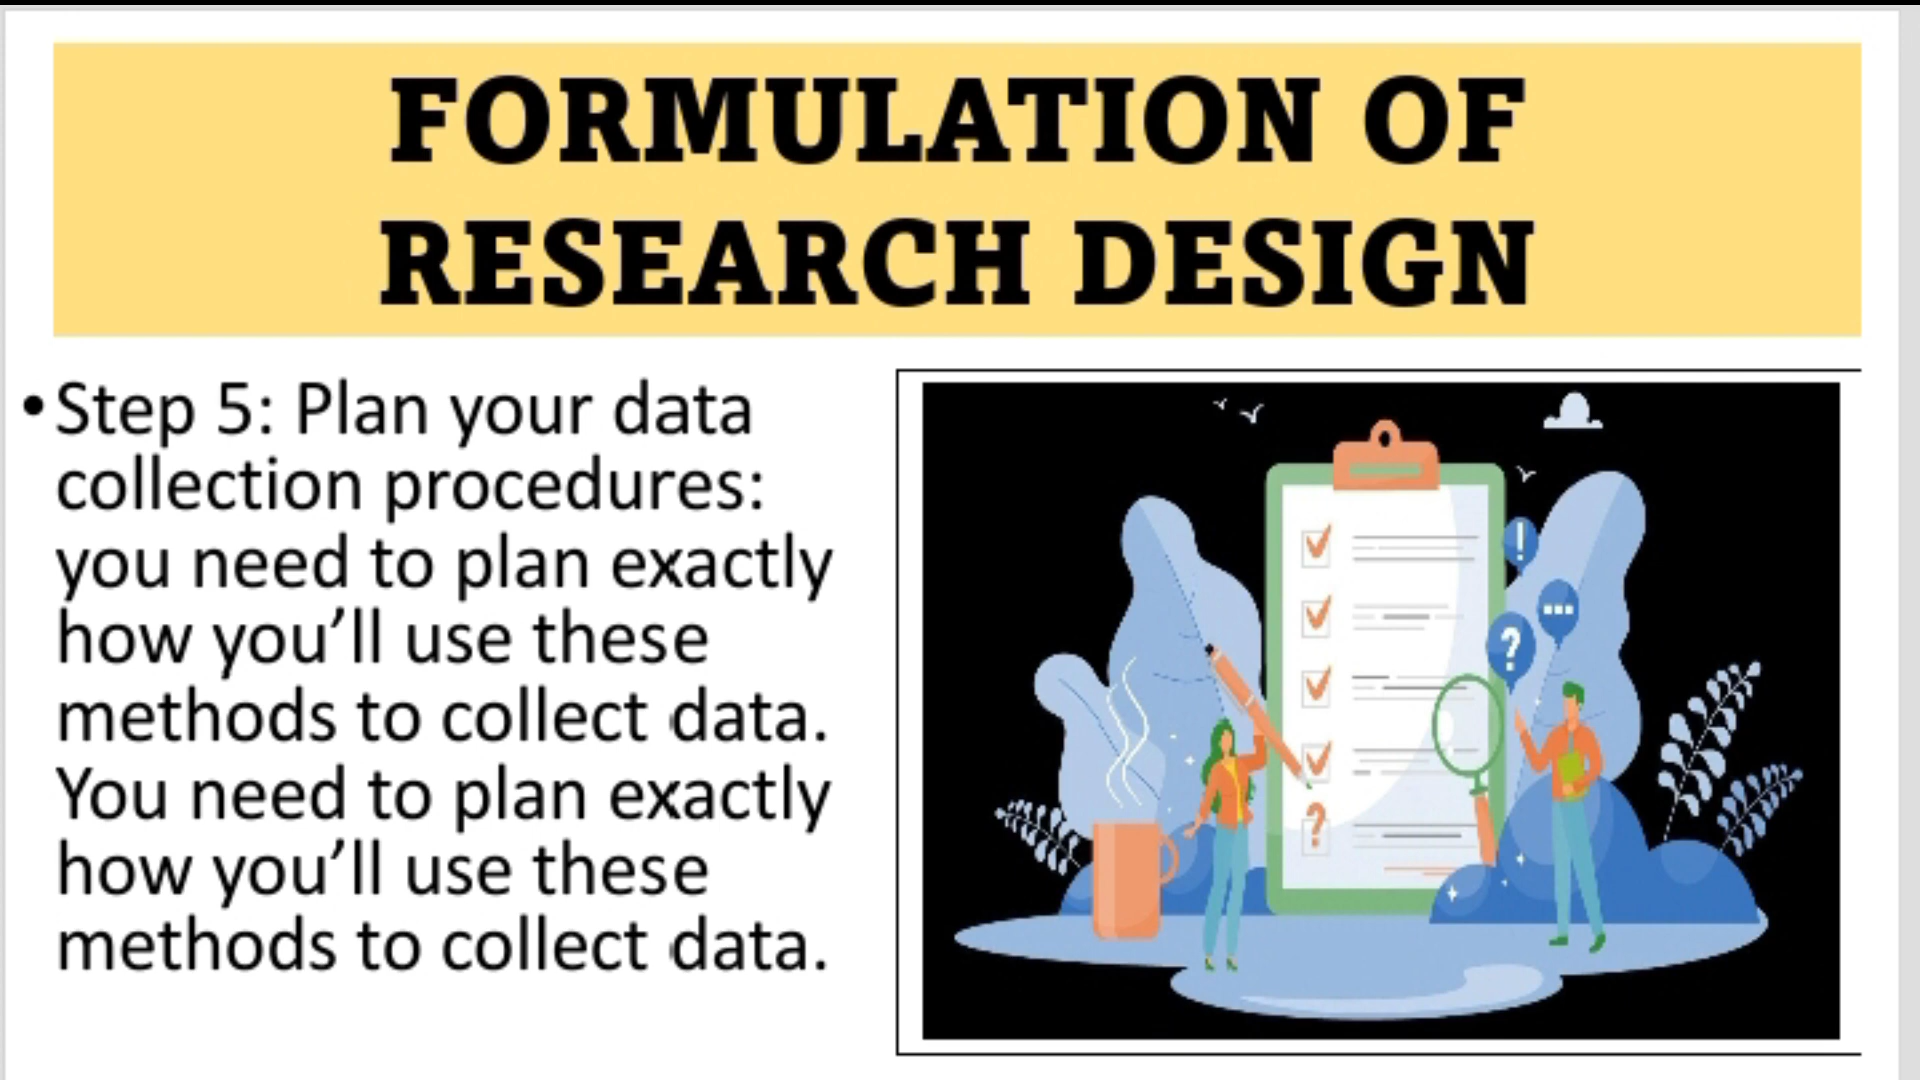 FORMULATION OF
RESEARCH DESIGN
• Step 5: Plan your data
collection procedures:
you need to plan exactly
how you’ll use these
methods to collect data.
You need to plan exactly
how you’ll use these
methods to collect data.
!
...
?
?